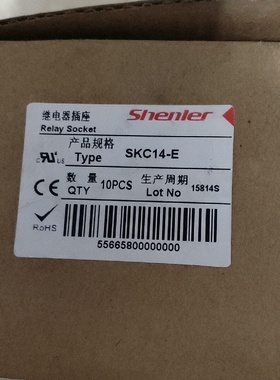 继电器插座
Relay Socket
Shenler
产品规格
Type SKC14-E
数量 10PCS 生产周期 15814S
QTY Lot No
RoHS
55665800000000